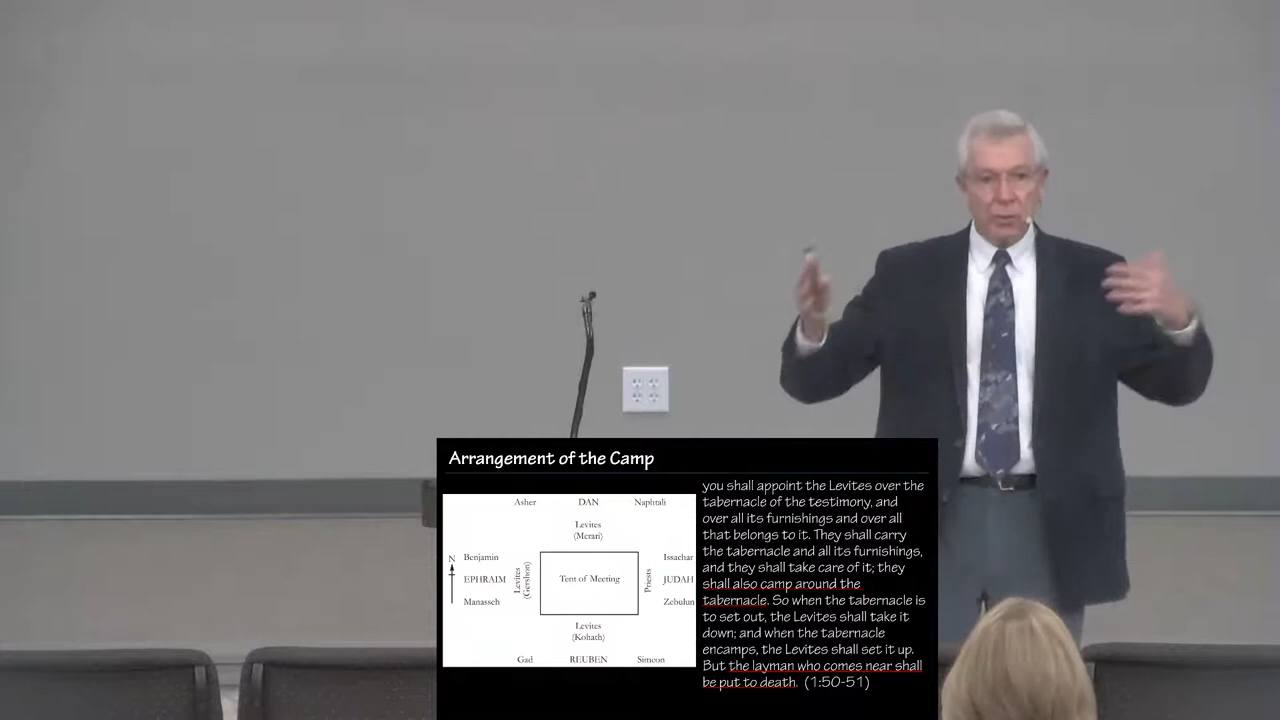 Arrangement of the Camp
Asher DAN Naphtali
Levites
(Merari)
N
Benjamin
EPHRAIM
Manasseh
Levites
(Gershon)
Tent of Meeting
Priests
Issachar
JUDAH
Zebulun
Levites
(Kohath)
Gad REUBEN Simeon
you shall appoint the Levites over the
tabernacle of the testimony, and
over all its furnishings and over all
that belongs to it. They shall carry
the tabernacle and all its furnishings,
and they shall take care of it; they
shall also camp around the
tabernacle. So when the tabernacle is
to set out, the Levites shall take it
down; and when the tabernacle
encamps, the Levites shall set it up.
But the layman who comes near shall
be put to death. (1:50-51)